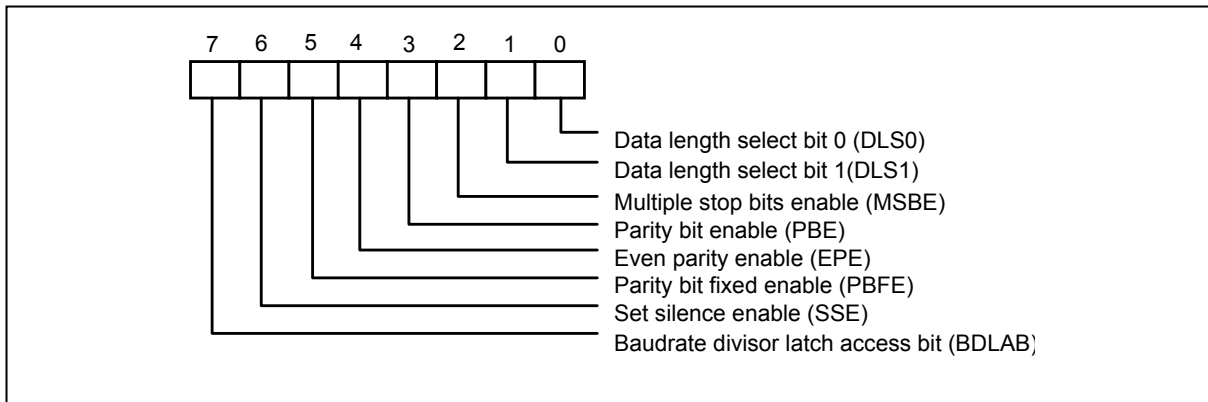 7 6 5 4 3 2 1 0
Data length select bit 0 (DLS0)
Data length select bit 1(DLS1)
Multiple stop bits enable (MSBE)
Parity bit enable (PBE)
Even parity enable (EPE)
Parity bit fixed enable (PBFE)
Set silence enable (SSE)
Baudrate divisor latch access bit (BDLAB)